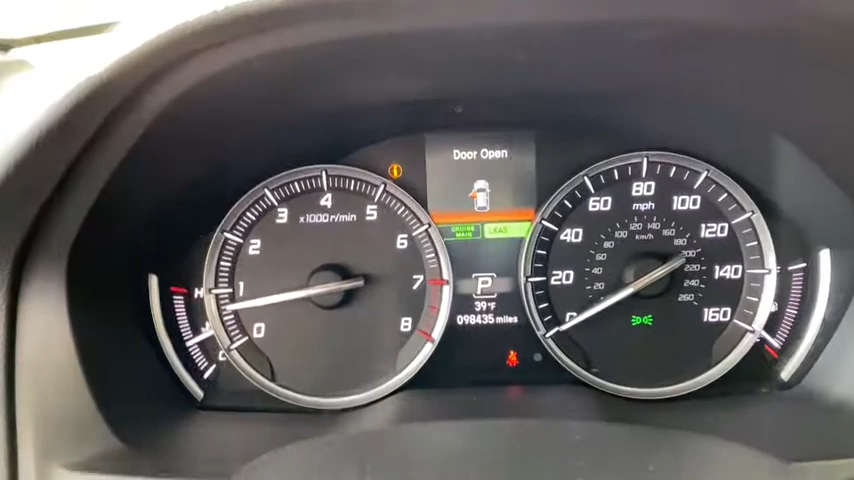 Door Open
CRUISE MAIN
LEAS
P
39°F
098435 miles
0 1 2 3 4 5 6 7 8
x1000r/min
20 40 60 80 100 120 140 160
mph
20 40 60 80 100 120 140 160 180 200 220 240 260
km/h
H